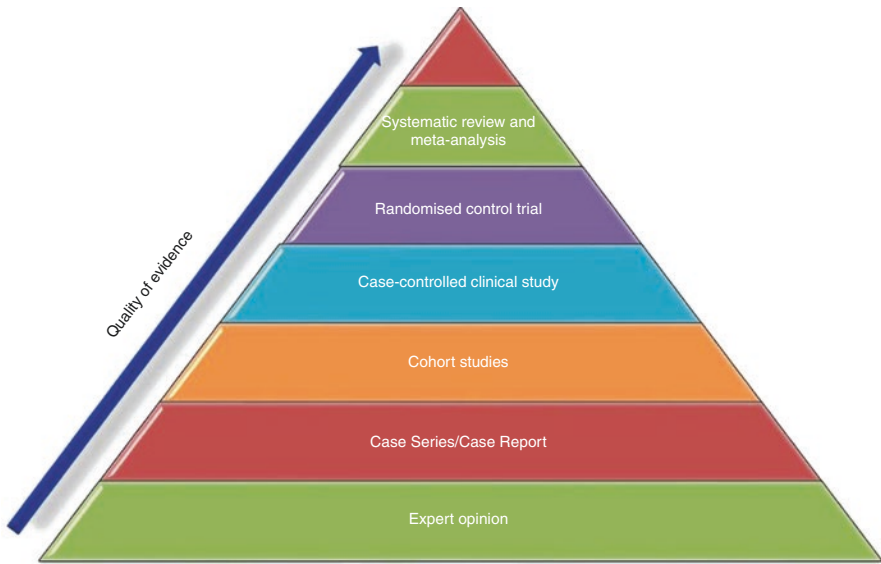 Systematic review and
meta-analysis
Randomised control trial
Case-controlled clinical study
Cohort studies
Case Series/Case Report
Expert opinion
Quality of evidence